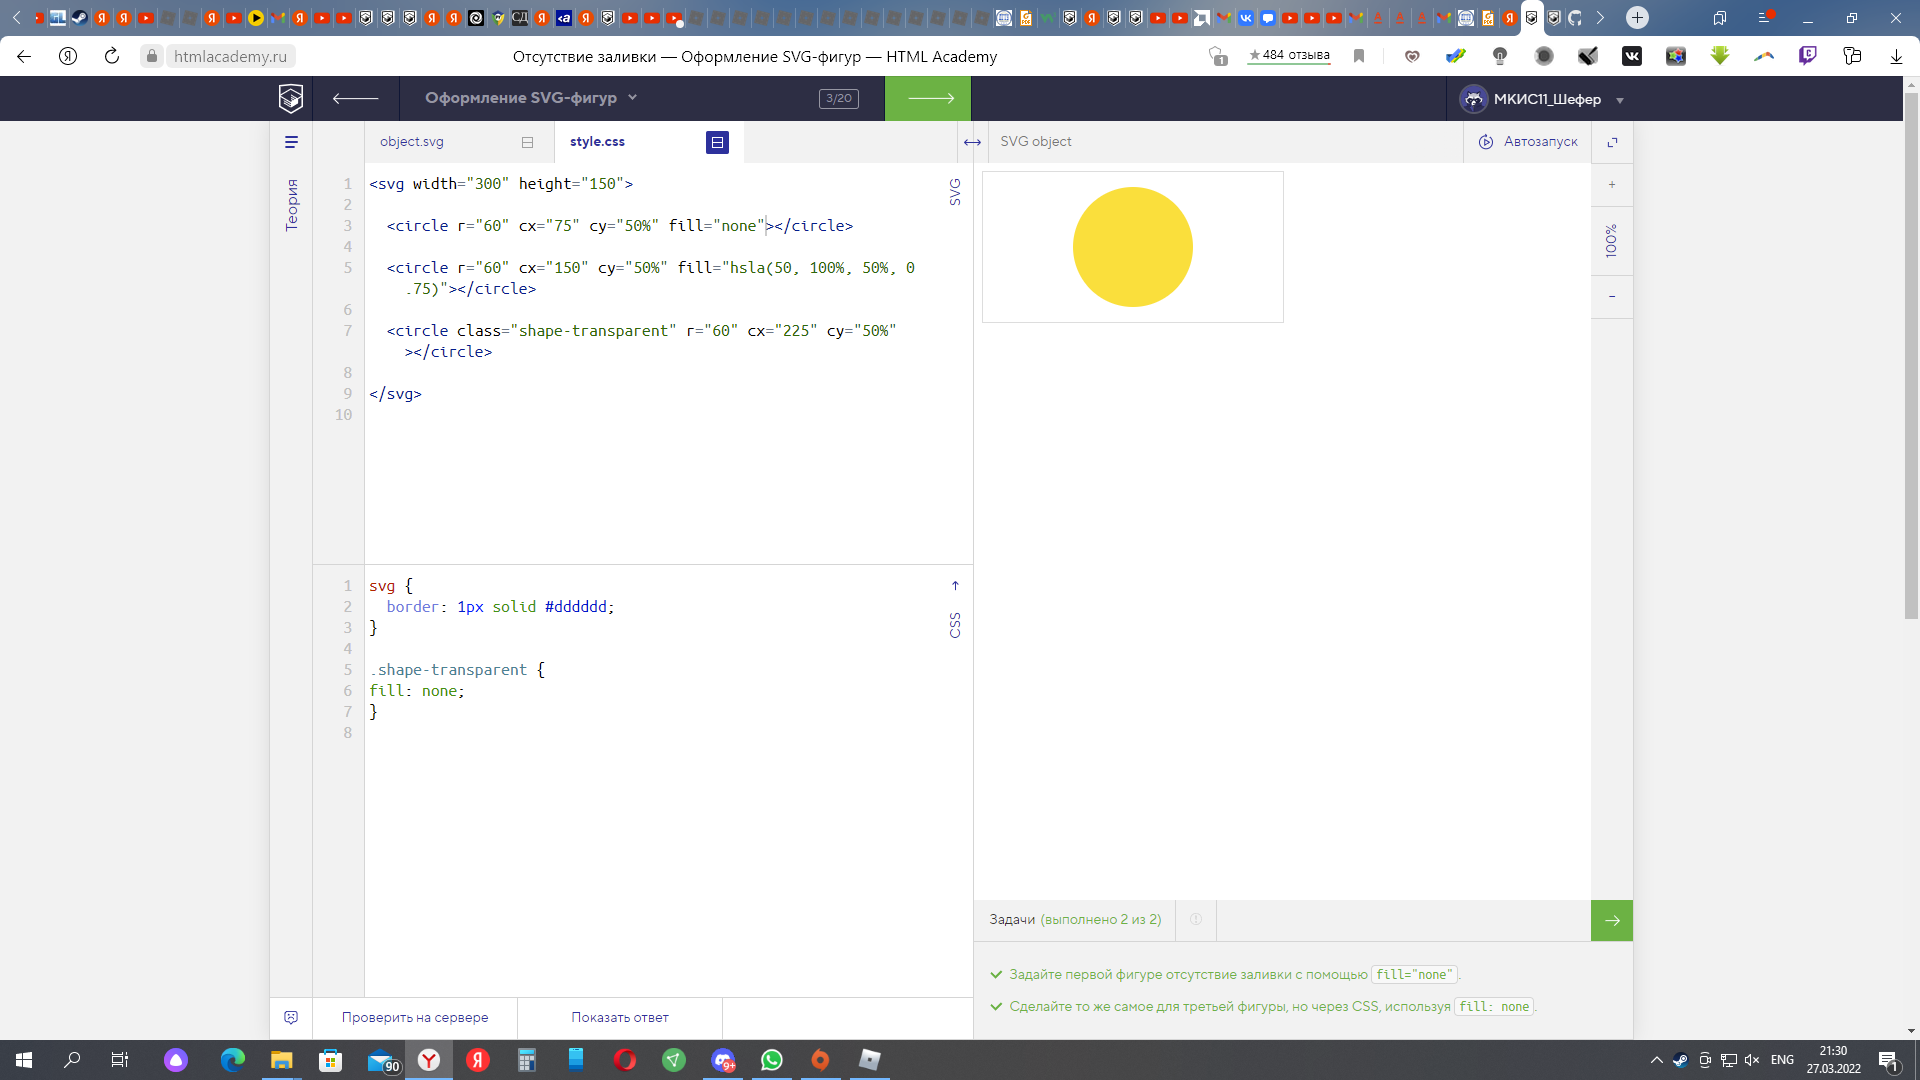 htmlacademy.ru
Отсутствие заливки — Оформление SVG-фигур — HTML Academy
1
★ 484 отзыва
Оформление SVG-фигур
3/20
МКИС11_Шефер
Теория
object.svg
style.css
SVG object
Автозапуск
1 <svg width="300" height="150">
2
3 <circle r="60" cx="75" cy="50%" fill="none"></circle>
4
5 <circle r="60" cx="150" cy="50%" fill="hsla(50, 100%, 50%, 0
.75)"></circle>
6
7 <circle class="shape-transparent" r="60" cx="225" cy="50%"
></circle>
8
9 </svg>
10
SVG
+
100%
−
1 svg {
2 border: 1px solid #dddddd;
3 }
4
5 .shape-transparent {
6 fill: none;
7 }
8
CSS
Задачи (выполнено 2 из 2)
Задайте первой фигуре отсутствие заливки с помощью fill="none".
Сделайте то же самое для третьей фигуры, но через CSS, используя fill: none.
Проверить на сервере
Показать ответ
90
9+
ENG
21:30
27.03.2022
1